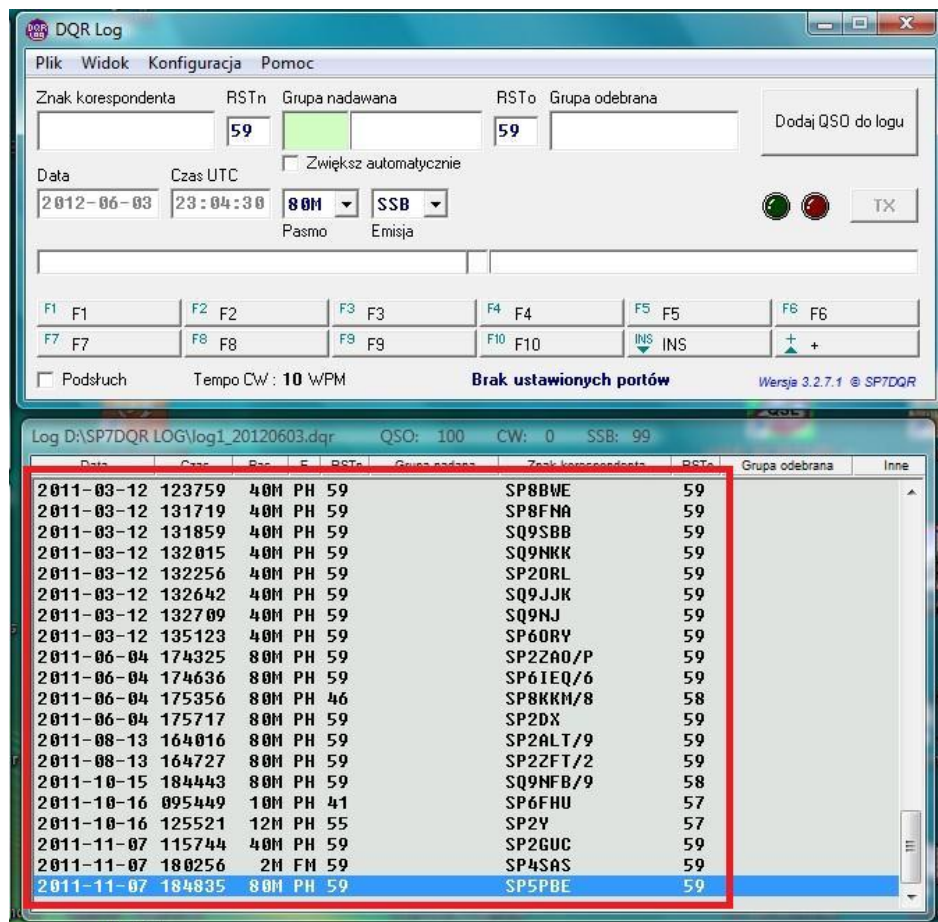 DQR Log
Plik Widok Konfiguracja Pomoc
Znak korespondenta RSTn Grupa nadawana RSTo Grupa odebrana
59 59 Dodaj QSO do logu
Zwiększ automatycznie
Data Czas UTC
2012-06-03 23:04:30 80M SSB TX
Pasmo Emisja
F1 F1 F2 F2 F3 F3 F4 F4 F5 F5 F6 F6
F7 F7 F8 F8 F9 F9 F10 F10 INS INS + +
Podsłuch Tempo CW : 10 WPM Brak ustawionych portów Wersja 3.2.7.1 © SP7DQR
Log D:\SP7DQR LOG\log1_20120603.dqr QSO: 100 CW: 0 SSB: 99
Data Czas Pas E RSTn Grupa nadana Znak korespondenta RSTo Grupa odebrana Inne
2011-03-12 123759 40M PH 59 SP8BWE 59
2011-03-12 131719 40M PH 59 SP8FNA 59
2011-03-12 131859 40M PH 59 SQ9SBB 59
2011-03-12 132015 40M PH 59 SQ9NKK 59
2011-03-12 132256 40M PH 59 SP2ORL 59
2011-03-12 132642 40M PH 59 SQ9JJK 59
2011-03-12 132709 40M PH 59 SQ9NJ 59
2011-03-12 135123 40M PH 59 SP6ORY 59
2011-06-04 174325 80M PH 59 SP2ZAO/P 59
2011-06-04 174636 80M PH 59 SP6IEQ/6 59
2011-06-04 175356 80M PH 46 SP8KKM/8 58
2011-06-04 175717 80M PH 59 SP2DX 59
2011-08-13 164016 80M PH 59 SP2ALT/9 59
2011-08-13 164727 80M PH 59 SP2ZFT/2 59
2011-10-15 184443 80M PH 59 SQ9NFB/9 58
2011-10-16 095449 10M PH 41 SP6FHU 57
2011-10-16 125521 12M PH 55 SP2Y 57
2011-11-07 115744 40M PH 59 SP2GUC 59
2011-11-07 180256 2M FM 59 SP4SAS 59
2011-11-07 184835 80M PH 59 SP5PBE 59